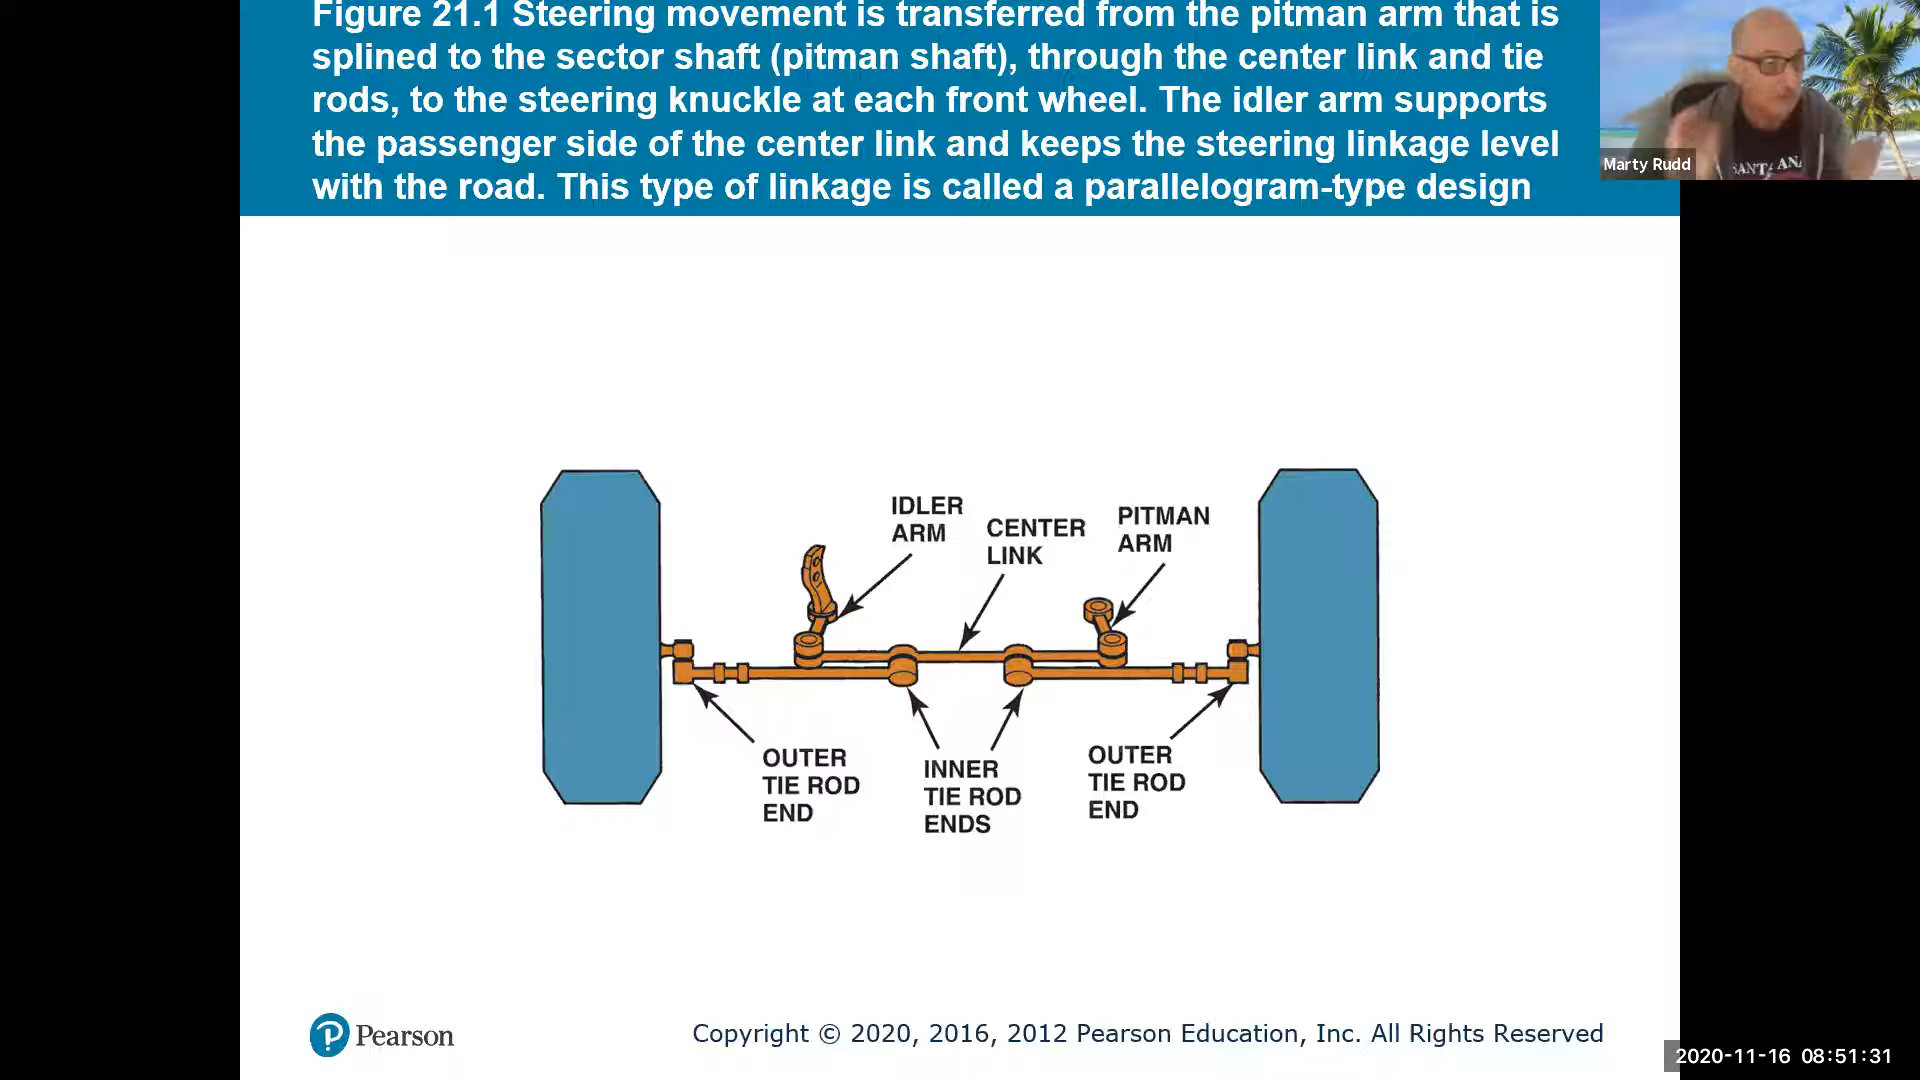 Figure 21.1 Steering movement is transferred from the pitman arm that is
splined to the sector shaft (pitman shaft), through the center link and tie
rods, to the steering knuckle at each front wheel. The idler arm supports
the passenger side of the center link and keeps the steering linkage level
with the road. This type of linkage is called a parallelogram-type design
SANTA ANA
Marty Rudd
IDLER
ARM
CENTER
LINK
PITMAN
ARM
OUTER
TIE ROD
END
INNER
TIE ROD
ENDS
OUTER
TIE ROD
END
Pearson
Copyright © 2020, 2016, 2012 Pearson Education, Inc. All Rights Reserved
2020-11-16 08:51:31